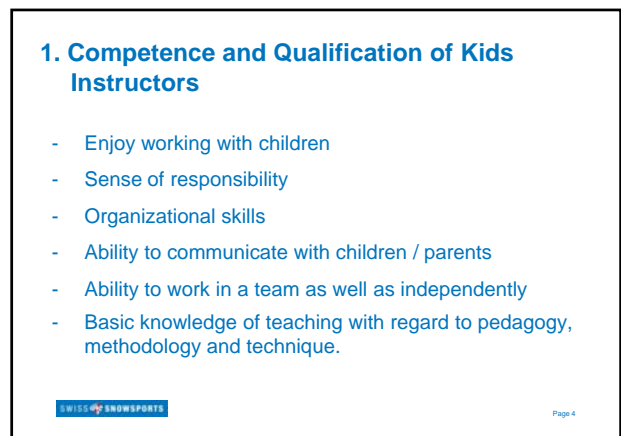 1. Competence and Qualification of Kids
Instructors
- Enjoy working with children
- Sense of responsibility
- Organizational skills
- Ability to communicate with children / parents
- Ability to work in a team as well as independently
- Basic knowledge of teaching with regard to pedagogy,
methodology and technique.
SWISS SNOWSPORTS
Page 4